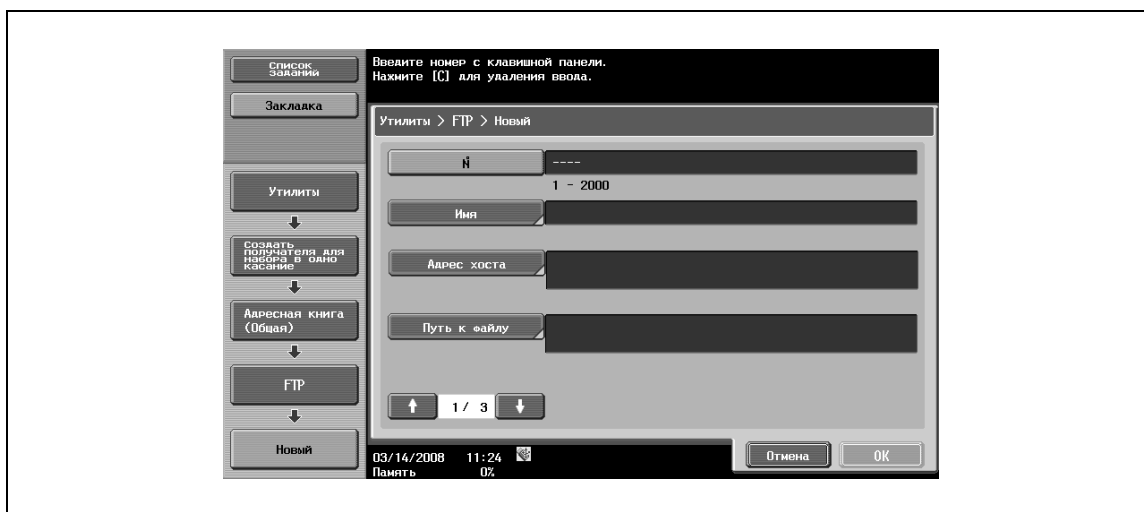 Список
заданий
Закладка
Утилиты
Создать
получателя для
набора в одно
касание
Адресная книга
(Общая)
FTP
Новый
Введите номер с клавишной панели.
Нажмите [C] для удаления ввода.
Утилиты > FTP > Новый
№ ----
1 - 2000
Имя
Адрес хоста
Путь к файлу
1/ 3
03/14/2008 11:24
Память 0%
Отмена OK